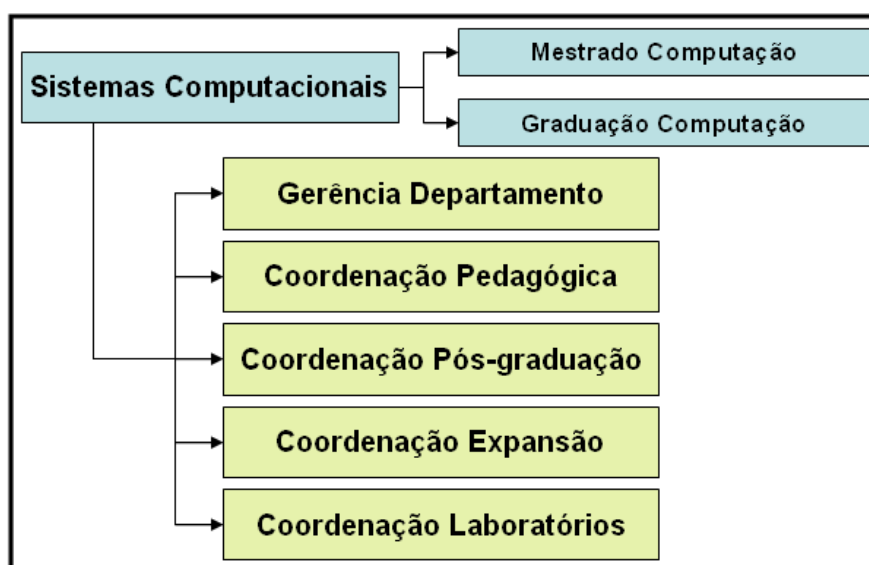 Mestrado Computação
Sistemas Computacionais
Graduação Computação
Gerência Departamento
Coordenação Pedagógica
Coordenação Pós-graduação
Coordenação Expansão
Coordenação Laboratórios